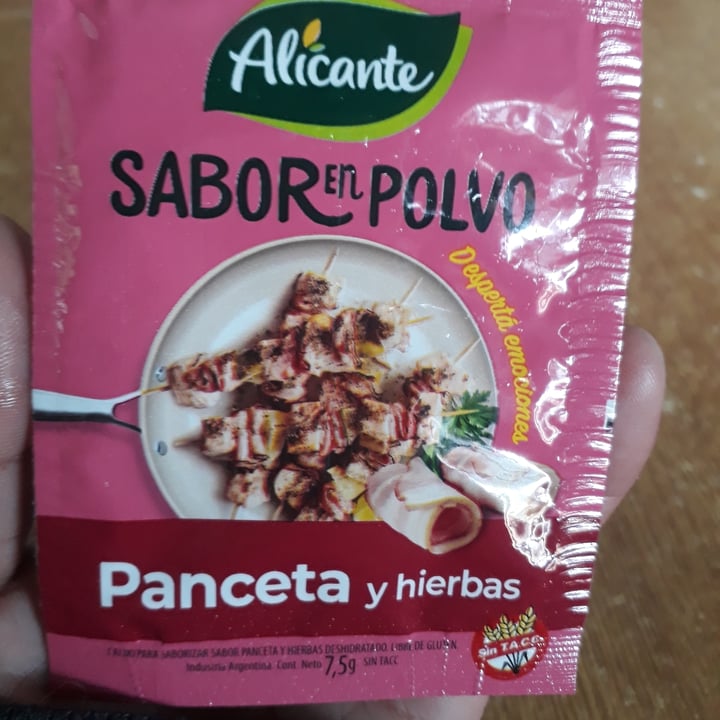 Alicante
SABOR en POLVO
Despertá emociones
Panceta y hierbas
CALDO PARA SABORIZAR SABOR PANCETA Y HIERBAS DESHIDRATADO. LIBRE DE GLUTEN.
Industria Argentina. Cont. Neto 7,5g SIN TACC
Sin T.A.C.C.